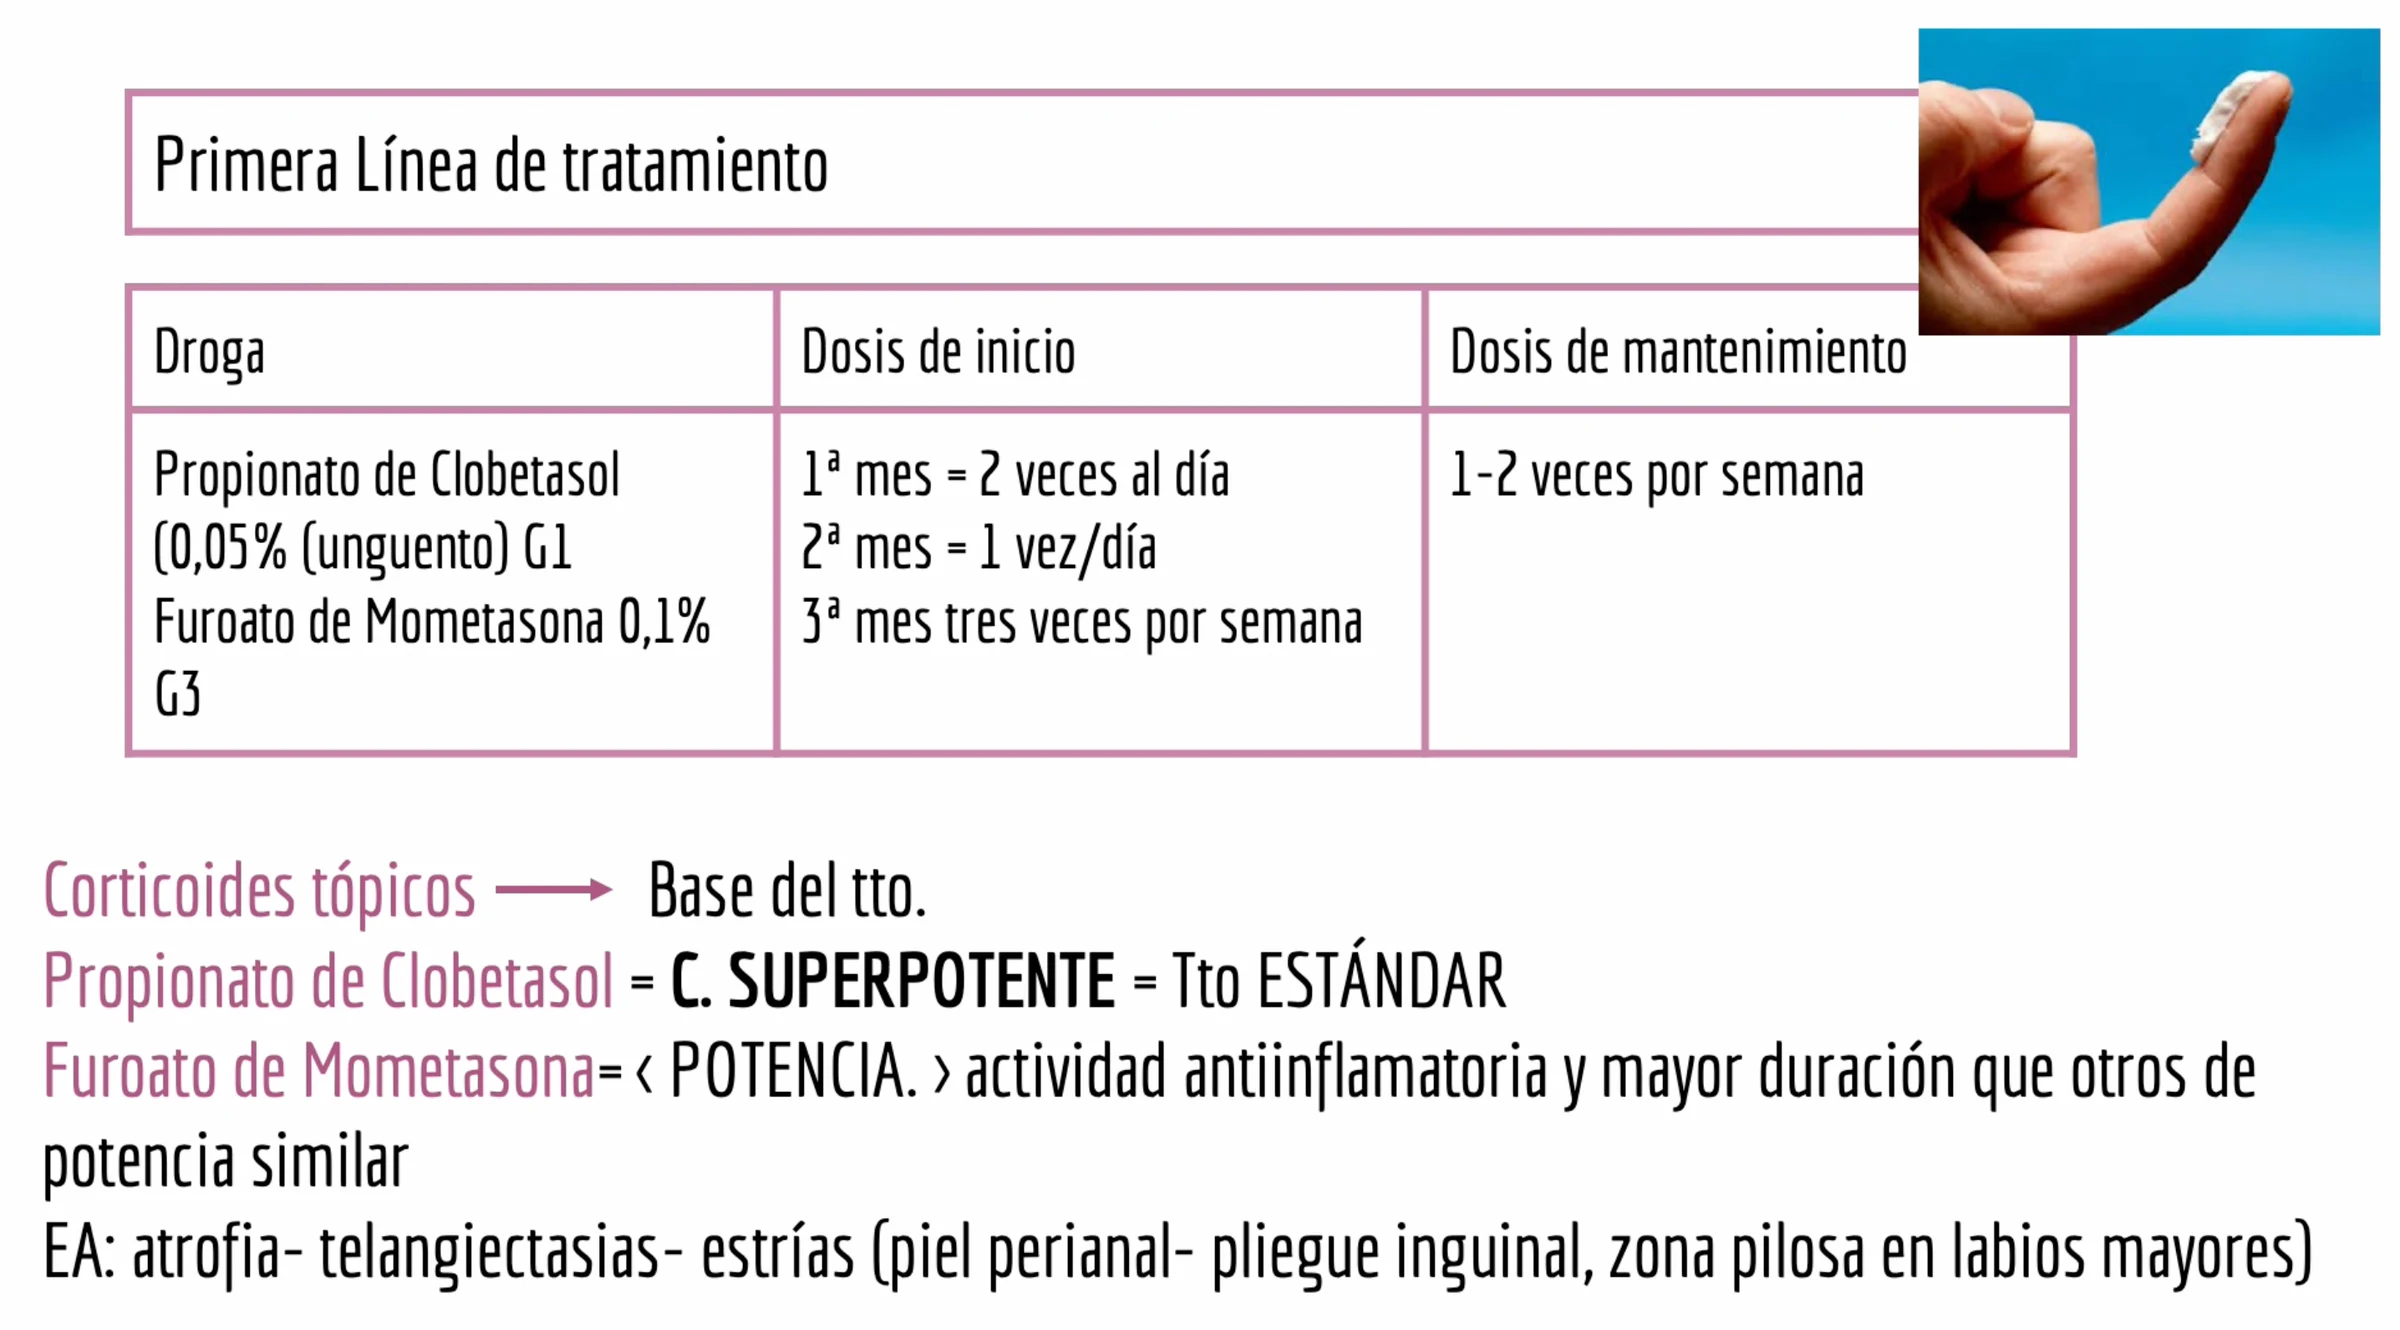 Primera Línea de tratamiento
Droga
Dosis de inicio
Dosis de mantenimiento
Propionato de Clobetasol
(0,05% (unguento) G1
Furoato de Mometasona 0,1%
G3
1ª mes = 2 veces al día
2ª mes = 1 vez/día
3ª mes tres veces por semana
1-2 veces por semana
Corticoides tópicos ⟶ Base del tto.
Propionato de Clobetasol = C. SUPERPOTENTE = Tto ESTÁNDAR
Furoato de Mometasona= < POTENCIA. > actividad antiinflamatoria y mayor duración que otros de
potencia similar
EA: atrofia- telangiectasias- estrías (piel perianal- pliegue inguinal, zona pilosa en labios mayores)